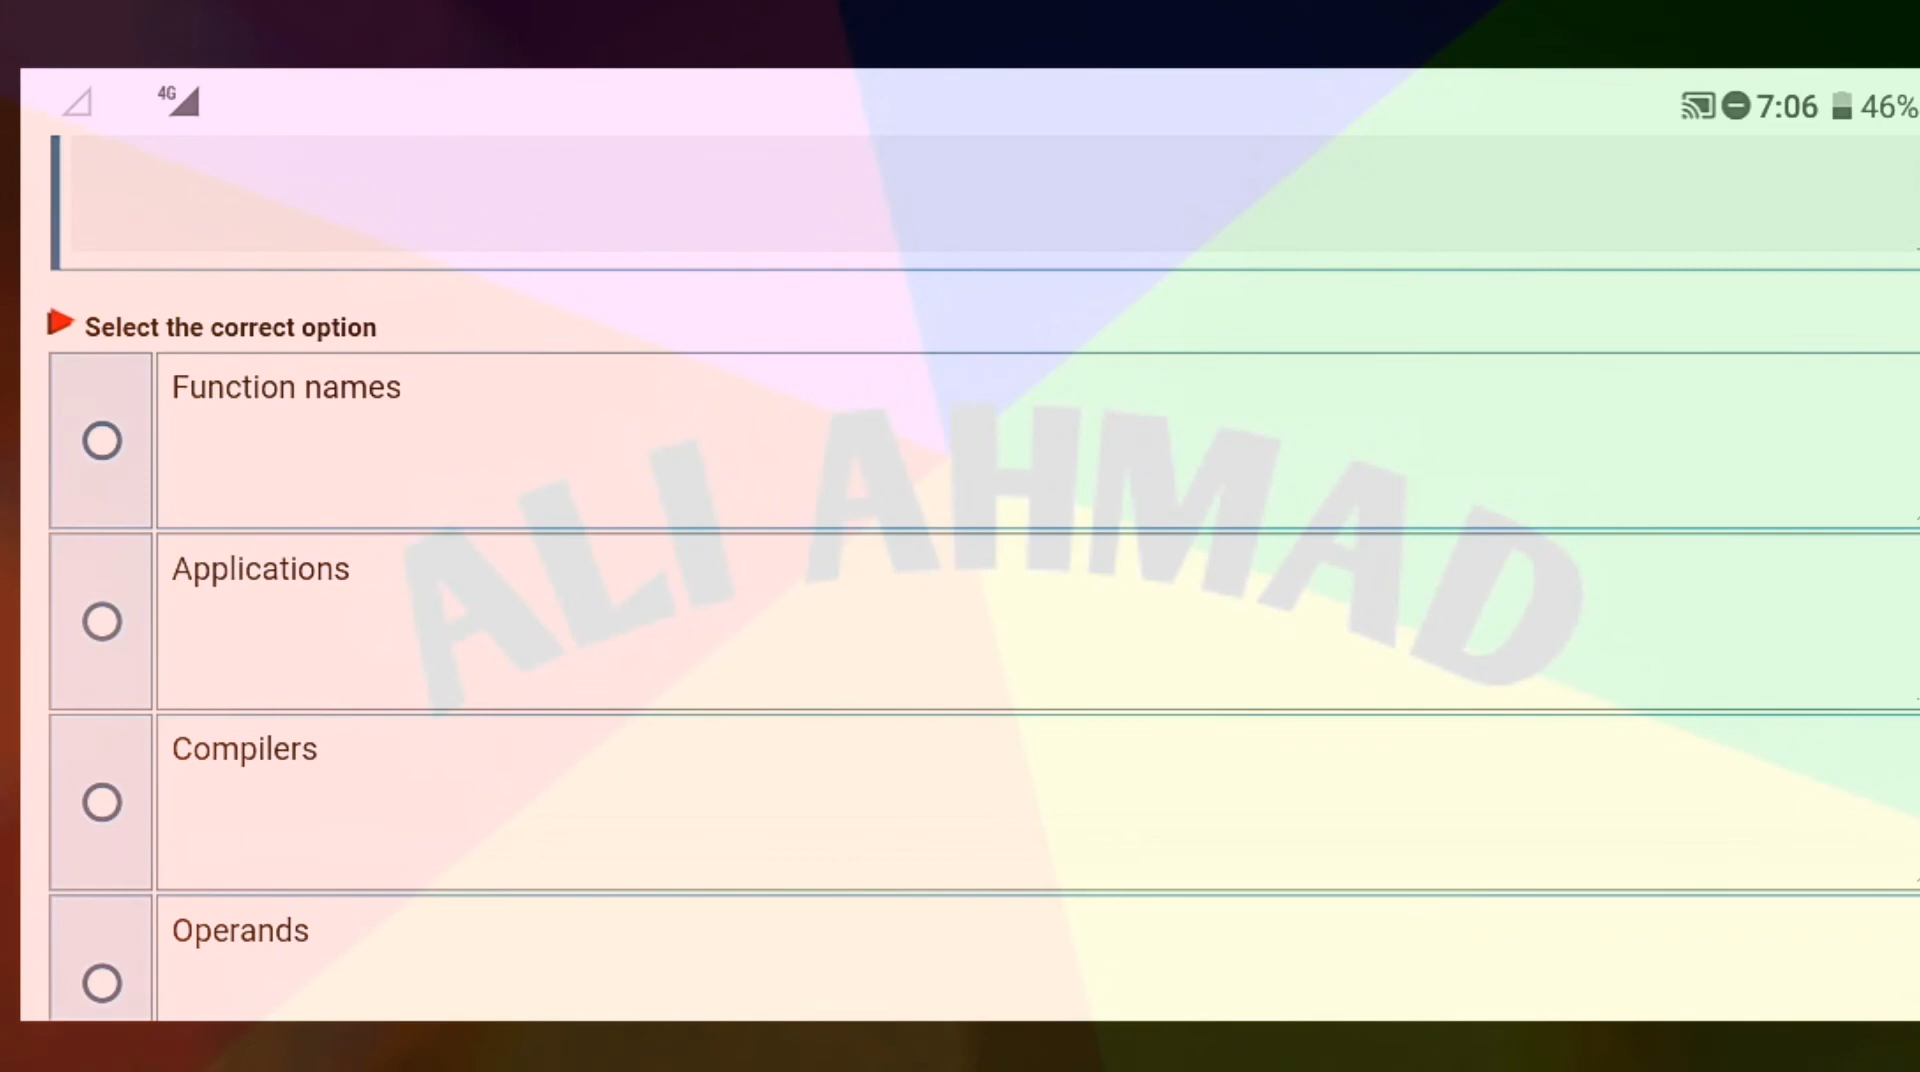 4G 7:06 46%
Select the correct option
Function names
ALI AHMAD
Applications
Compilers
Operands